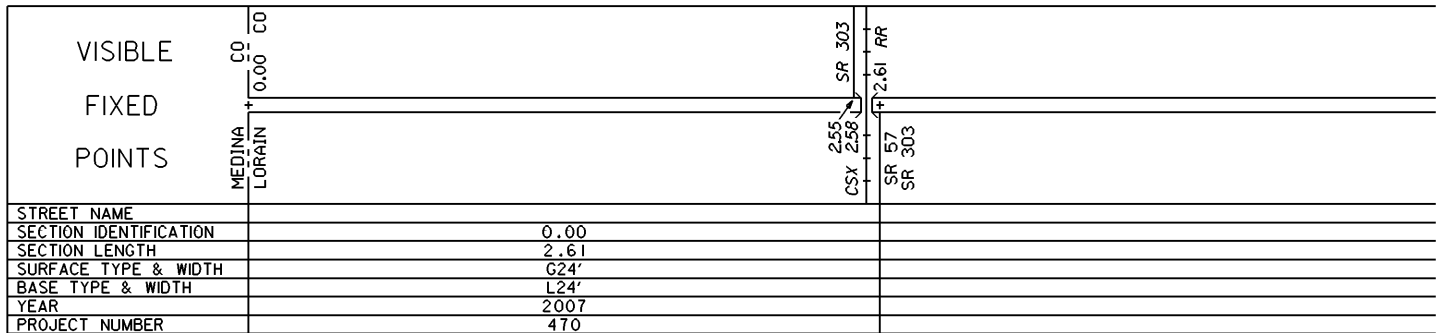 VISIBLE
FIXED
POINTS
CO CO
0.00
MEDINA
LORAIN
SR 303
RR
2.61
2.55
CSX 2.58
SR 57
SR 303
STREET NAME
SECTION IDENTIFICATION 0.00
SECTION LENGTH 2.61
SURFACE TYPE & WIDTH G24'
BASE TYPE & WIDTH L24'
YEAR 2007
PROJECT NUMBER 470